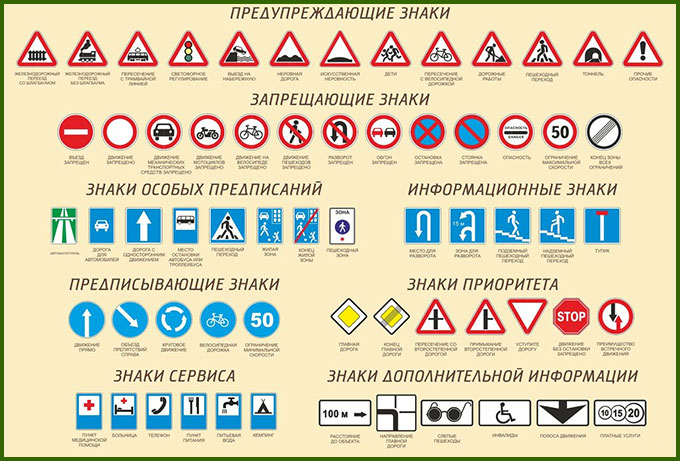 ПРЕДУПРЕЖДАЮЩИЕ ЗНАКИ
ЖЕЛЕЗНОДОРОЖНЫЙ
ПЕРЕЕЗД
СО ШЛАГБАУМОМ
ЖЕЛЕЗНОДОРОЖНЫЙ
ПЕРЕЕЗД
БЕЗ ШЛАГБАУМА
ПЕРЕСЕЧЕНИЕ
С ТРАМВАЙНОЙ
ЛИНИЕЙ
СВЕТОФОРНОЕ
РЕГУЛИРОВАНИЕ
ВЫЕЗД НА
НАБЕРЕЖНУЮ
НЕРОВНАЯ
ДОРОГА
ИСКУССТВЕННАЯ
НЕРОВНОСТЬ
ДЕТИ
ПЕРЕСЕЧЕНИЕ
С ВЕЛОСИПЕДНОЙ
ДОРОЖКОЙ
ДОРОЖНЫЕ
РАБОТЫ
ПЕШЕХОДНЫЙ
ПЕРЕХОД
ТОННЕЛЬ
ПРОЧИЕ
ОПАСНОСТИ
ЗАПРЕЩАЮЩИЕ ЗНАКИ
ОПАСНОСТЬ
DANGER
50
ВЪЕЗД
ЗАПРЕЩЕН
ДВИЖЕНИЕ
ЗАПРЕЩЕНО
ДВИЖЕНИЕ
МЕХАНИЧЕСКИХ
ТРАНСПОРТНЫХ
СРЕДСТВ ЗАПРЕЩЕНО
ДВИЖЕНИЕ
МОТОЦИКЛОВ
ЗАПРЕЩЕНО
ДВИЖЕНИЕ НА
ВЕЛОСИПЕДЕ
ЗАПРЕЩЕНО
ДВИЖЕНИЕ
ПЕШЕХОДОВ
ЗАПРЕЩЕНО
РАЗВОРОТ
ЗАПРЕЩЕН
ОБГОН
ЗАПРЕЩЕН
ОСТАНОВКА
ЗАПРЕЩЕНА
СТОЯНКА
ЗАПРЕЩЕНА
ОПАСНОСТЬ
ОГРАНИЧЕНИЕ
МАКСИМАЛЬНОЙ
СКОРОСТИ
КОНЕЦ ЗОНЫ
ВСЕХ
ОГРАНИЧЕНИЙ
ЗНАКИ ОСОБЫХ ПРЕДПИСАНИЙ
ЗОНА
АВТОМАГИСТРАЛЬ
ДОРОГА
ДЛЯ
АВТОМОБИЛЕЙ
ДОРОГА С
ОДНОСТОРОННИМ
ДВИЖЕНИЕМ
МЕСТО
ОСТАНОВКИ
АВТОБУСА ИЛИ
ТРОЛЛЕЙБУСА
ПЕШЕХОДНЫЙ
ПЕРЕХОД
ЖИЛАЯ
ЗОНА
КОНЕЦ
ЖИЛОЙ
ЗОНЫ
ПЕШЕХОДНАЯ
ЗОНА
ИНФОРМАЦИОННЫЕ ЗНАКИ
МЕСТО ДЛЯ
РАЗВОРОТА
ЗОНА ДЛЯ
РАЗВОРОТА
ПОДЗЕМНЫЙ
ПЕШЕХОДНЫЙ
ПЕРЕХОД
НАДЗЕМНЫЙ
ПЕШЕХОДНЫЙ
ПЕРЕХОД
ТУПИК
ПРЕДПИСЫВАЮЩИЕ ЗНАКИ
50
ДВИЖЕНИЕ
ПРЯМО
ОБЪЕЗД
ПРЕПЯТСТВИЙ
СПРАВА
КРУГОВОЕ
ДВИЖЕНИЕ
ВЕЛОСИПЕДНАЯ
ДОРОЖКА
ОГРАНИЧЕНИЕ
МИНИМАЛЬНОЙ
СКОРОСТИ
ЗНАКИ ПРИОРИТЕТА
STOP
ГЛАВНАЯ
ДОРОГА
КОНЕЦ
ГЛАВНОЙ
ДОРОГИ
ПЕРЕСЕЧЕНИЕ СО
ВТОРОСТЕПЕННОЙ
ДОРОГОЙ
ПРИМЫКАНИЕ
ВТОРОСТЕПЕННОЙ
ДОРОГИ
УСТУПИТЕ
ДОРОГУ
ДВИЖЕНИЕ
БЕЗ ОСТАНОВКИ
ЗАПРЕЩЕНО
ПРЕИМУЩЕСТВО
ВСТРЕЧНОГО
ДВИЖЕНИЯ
ЗНАКИ СЕРВИСА
ПУНКТ
МЕДИЦИНСКОЙ
ПОМОЩИ
БОЛЬНИЦА
ТЕЛЕФОН
ПУНКТ
ПИТАНИЯ
ПИТЬЕВАЯ
ВОДА
КЕМПИНГ
ЗНАКИ ДОПОЛНИТЕЛЬНОЙ ИНФОРМАЦИИ
100 м
10 15 20
РАССТОЯНИЕ
ДО ОБЪЕКТА
НАПРАВЛЕНИЕ
ГЛАВНОЙ
ДОРОГИ
СЛЕПЫЕ
ПЕШЕХОДЫ
ИНВАЛИДЫ
ПОЛОСА ДВИЖЕНИЯ
ПЛАТНЫЕ УСЛУГИ